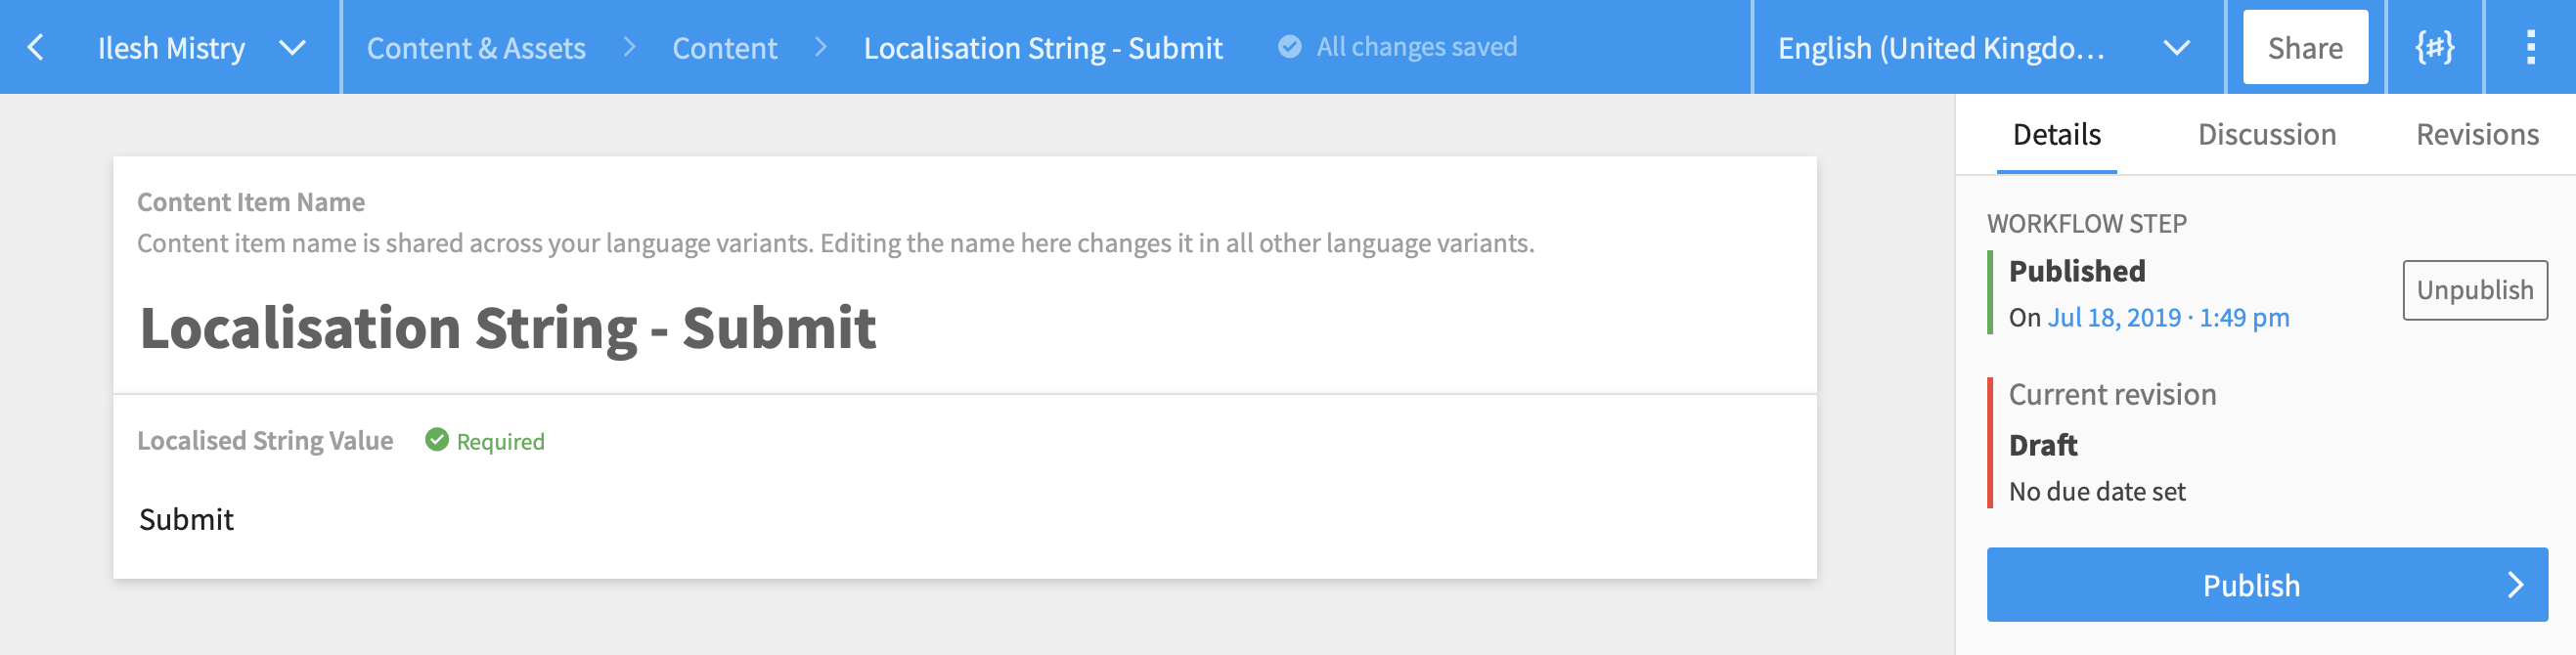 Ilesh Mistry
Content & Assets
Content
Localisation String - Submit
All changes saved
English (United Kingdo...
Share
{#}
Details
Discussion
Revisions
Content Item Name
Content item name is shared across your language variants. Editing the name here changes it in all other language variants.
Localisation String - Submit
Localised String Value
Required
Submit
WORKFLOW STEP
Published
On Jul 18, 2019 · 1:49 pm
Unpublish
Current revision
Draft
No due date set
Publish